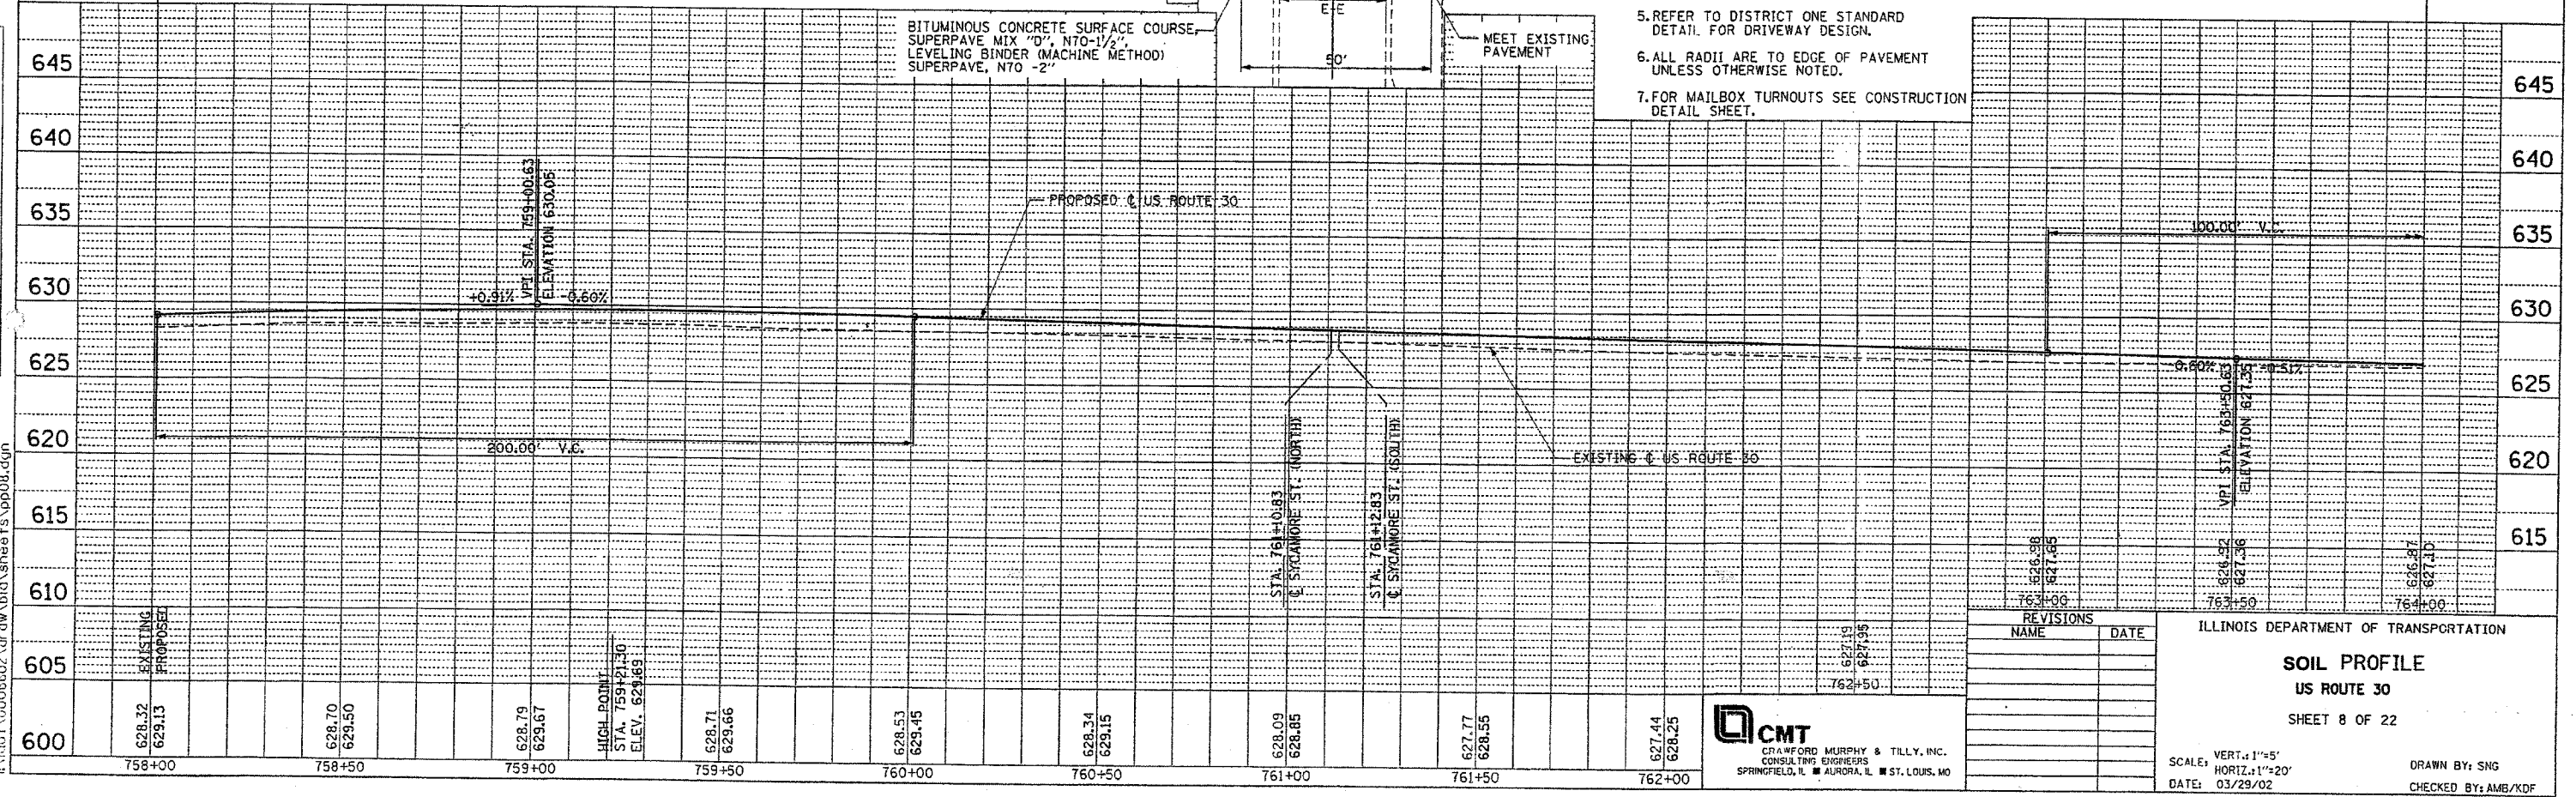 BITUMINOUS CONCRETE SURFACE COURSE,
SUPERPAVE MIX "D", N70-1½",
LEVELING BINDER (MACHINE METHOD)
SUPERPAVE, N70 -2"
E-E
50'
MEET EXISTING
PAVEMENT
5. REFER TO DISTRICT ONE STANDARD
DETAIL FOR DRIVEWAY DESIGN.
6. ALL RADII ARE TO EDGE OF PAVEMENT
UNLESS OTHERWISE NOTED.
7. FOR MAILBOX TURNOUTS SEE CONSTRUCTION
DETAIL SHEET.
645
640
635
630
625
620
615
610
605
600
645
640
635
630
625
620
615
VPI STA. 759+00.63
ELEVATION 630.05
+0.91%
-0.60%
PROPOSED ℄ US ROUTE 30
100.00' V.C.
200.00' V.C.
EXISTING ℄ US ROUTE 30
-0.60%
-0.51%
VPI STA. 763+50.63
ELEVATION 627.35
STA. 761+10.83
℄ SYCAMORE ST. (NORTH)
STA. 761+12.83
℄ SYCAMORE ST. (SOUTH)
EXISTING
PROPOSED
HIGH POINT
STA. 759+21.30
ELEV. 629.69
628.32
629.13
628.70
629.50
628.79
629.67
628.71
629.66
628.53
629.45
628.34
629.15
628.09
628.85
627.77
628.55
627.44
628.25
627.19
627.95
626.98
627.65
626.92
627.36
626.87
627.10
758+00
758+50
759+00
759+50
760+00
760+50
761+00
761+50
762+00
762+50
763+00
763+50
764+00
CMT
CRAWFORD MURPHY & TILLY, INC.
CONSULTING ENGINEERS
SPRINGFIELD, IL ■ AURORA, IL ■ ST. LOUIS, MO
REVISIONS
NAME DATE
ILLINOIS DEPARTMENT OF TRANSPORTATION
SOIL PROFILE
US ROUTE 30
SHEET 8 OF 22
SCALE: VERT.: 1"=5'
HORIZ.: 1"=20'
DATE: 03/29/02
DRAWN BY: SNG
CHECKED BY: AMB/KDF